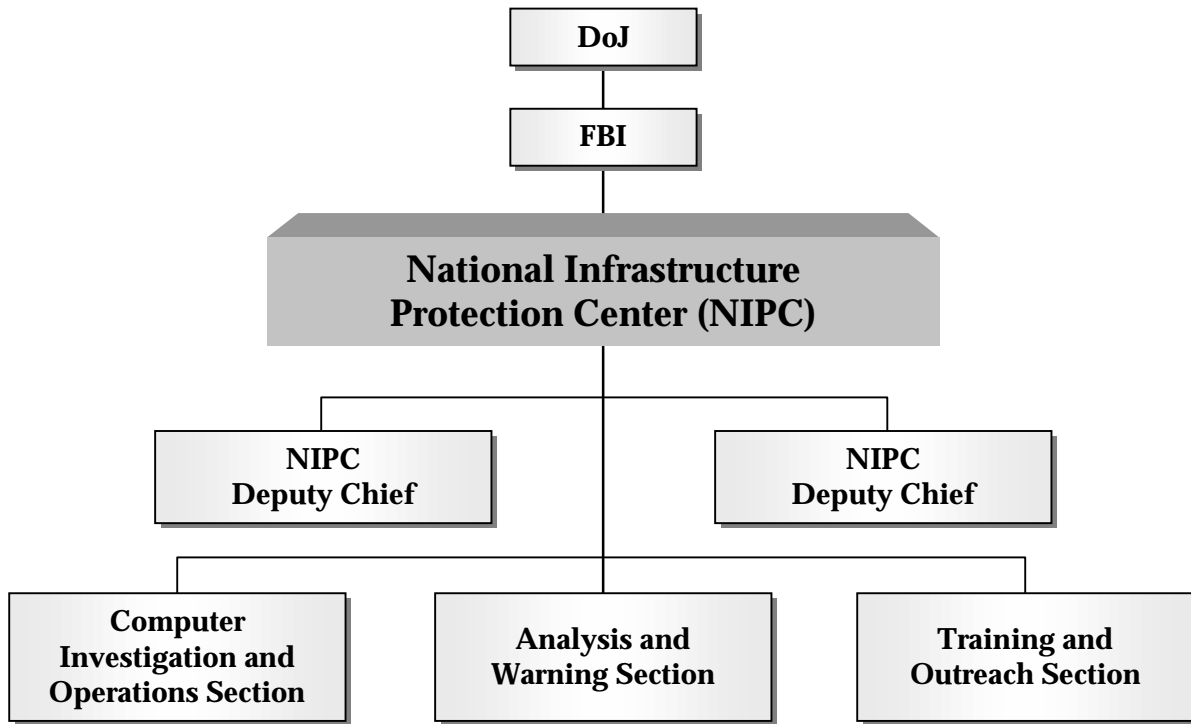 DoJ
FBI
National Infrastructure
Protection Center (NIPC)
NIPC
Deputy Chief
NIPC
Deputy Chief
Computer
Investigation and
Operations Section
Analysis and
Warning Section
Training and
Outreach Section